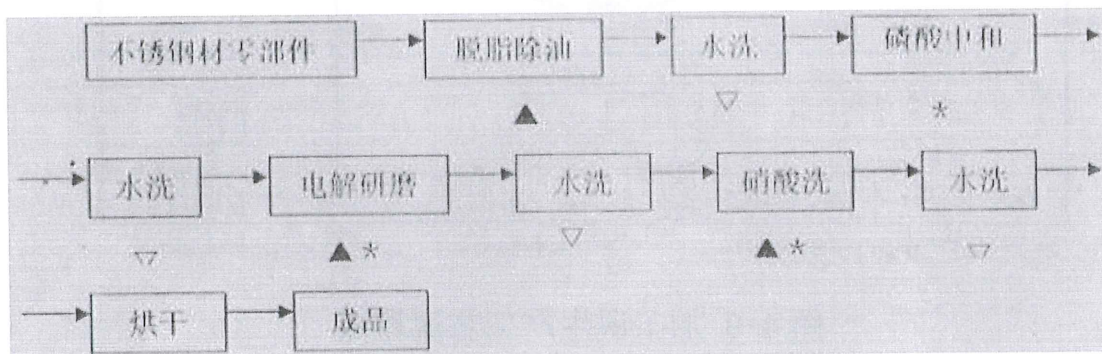 不锈钢材零部件 脱脂除油 水洗 磷酸中和
▲ ▽ *
水洗 电解研磨 水洗 硝酸洗 水洗
▽ ▲* ▽ ▲* ▽
烘干 成品